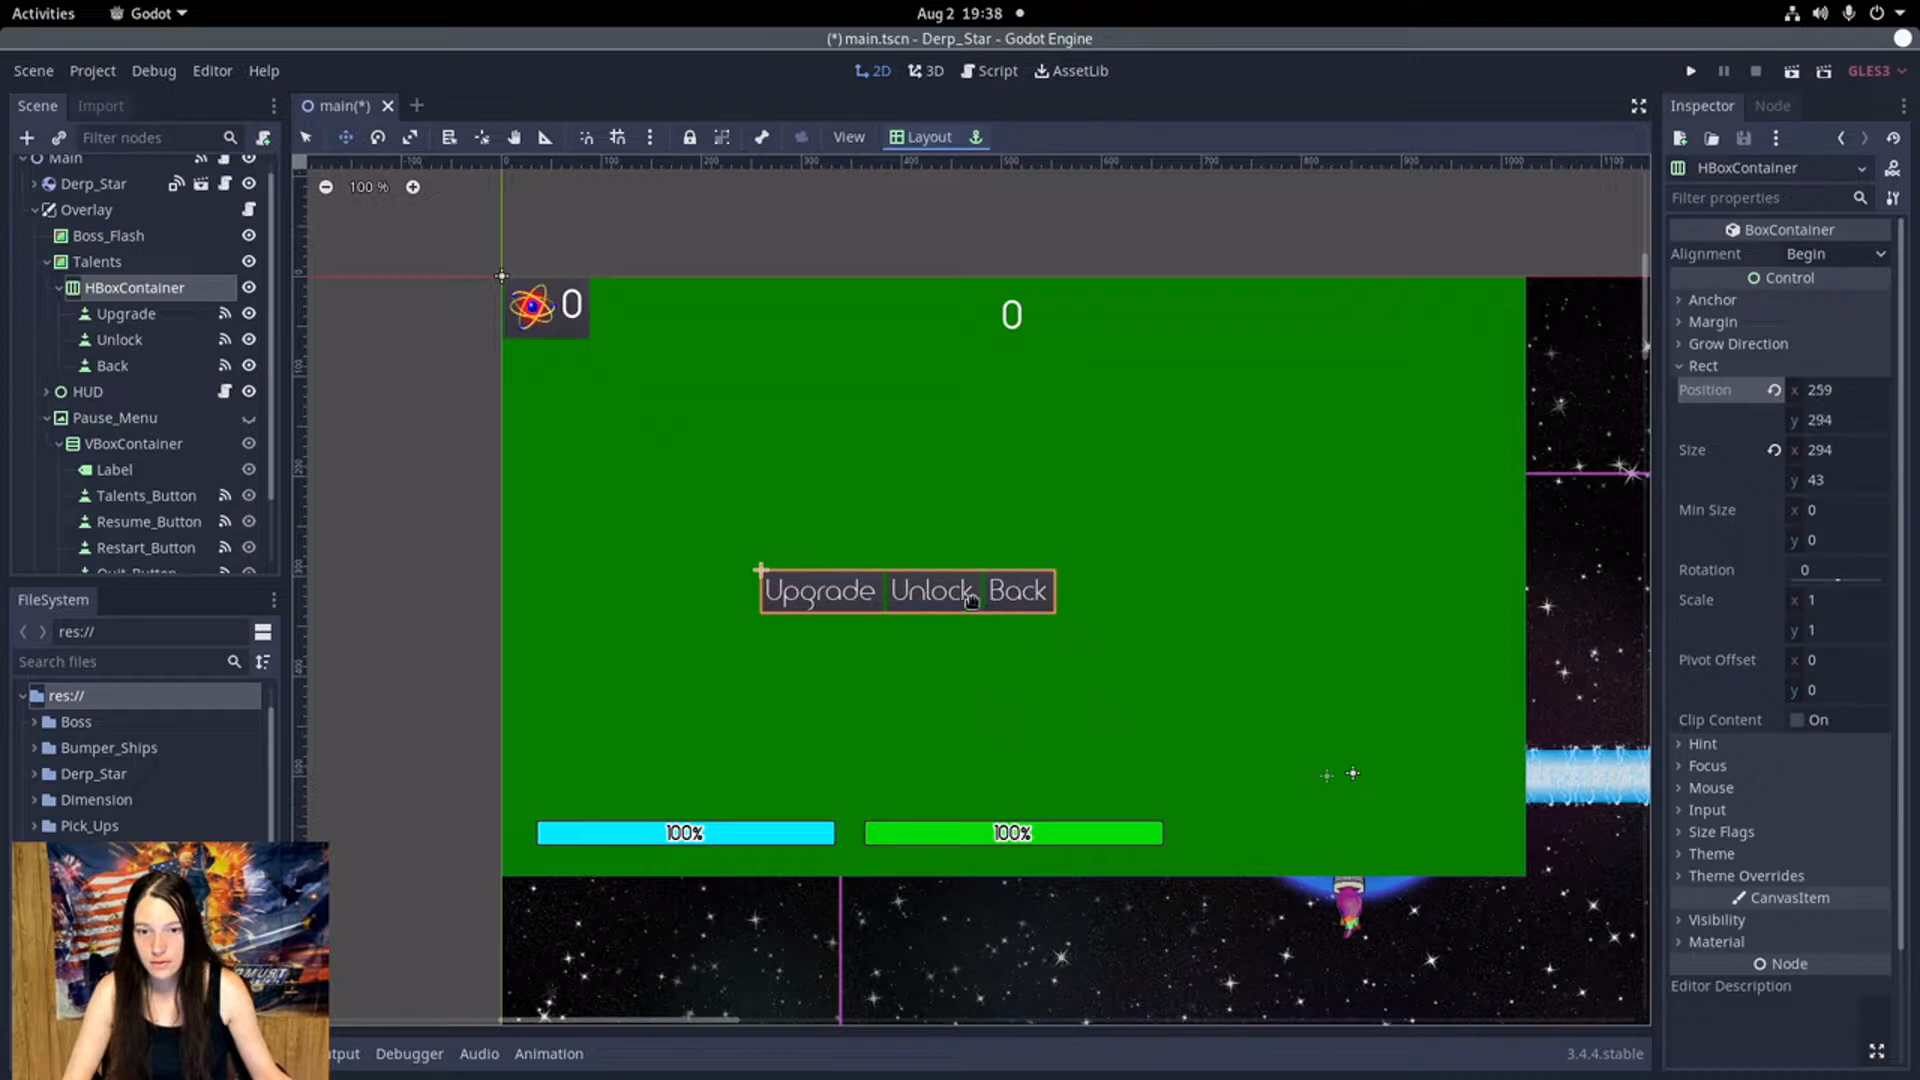 Activities Godot Aug 2 19:38
(*) main.tscn - Derp_Star - Godot Engine
Scene Project Debug Editor Help 2D 3D Script AssetLib GLES3
Scene Import main(*) Inspector Node
Filter nodes View Layout
Main
HBoxContainer
Derp_Star
100 %
Filter properties
Overlay
Boss_Flash
BoxContainer
Alignment Begin
Talents
Control
HBoxContainer
Anchor
Upgrade
0 0
Margin
Unlock
Grow Direction
Back
Rect
HUD
Position x 259
Pause_Menu
y 294
VBoxContainer
Size x 294
Label
y 43
Talents_Button
Min Size x 0
Resume_Button
y 0
Restart_Button
Rotation 0
Quit_Button
Upgrade Unlock Back
FileSystem
Scale x 1
res://
y 1
Search files
Pivot Offset x 0
res://
y 0
Boss
Clip Content On
Bumper_Ships
Hint
Derp_Star
Focus
Dimension
Mouse
Pick_Ups
Input
100% 100%
Size Flags
Theme
Theme Overrides
CanvasItem
Visibility
Material
Node
Editor Description
TRUMP
Output Debugger Audio Animation 3.4.4.stable